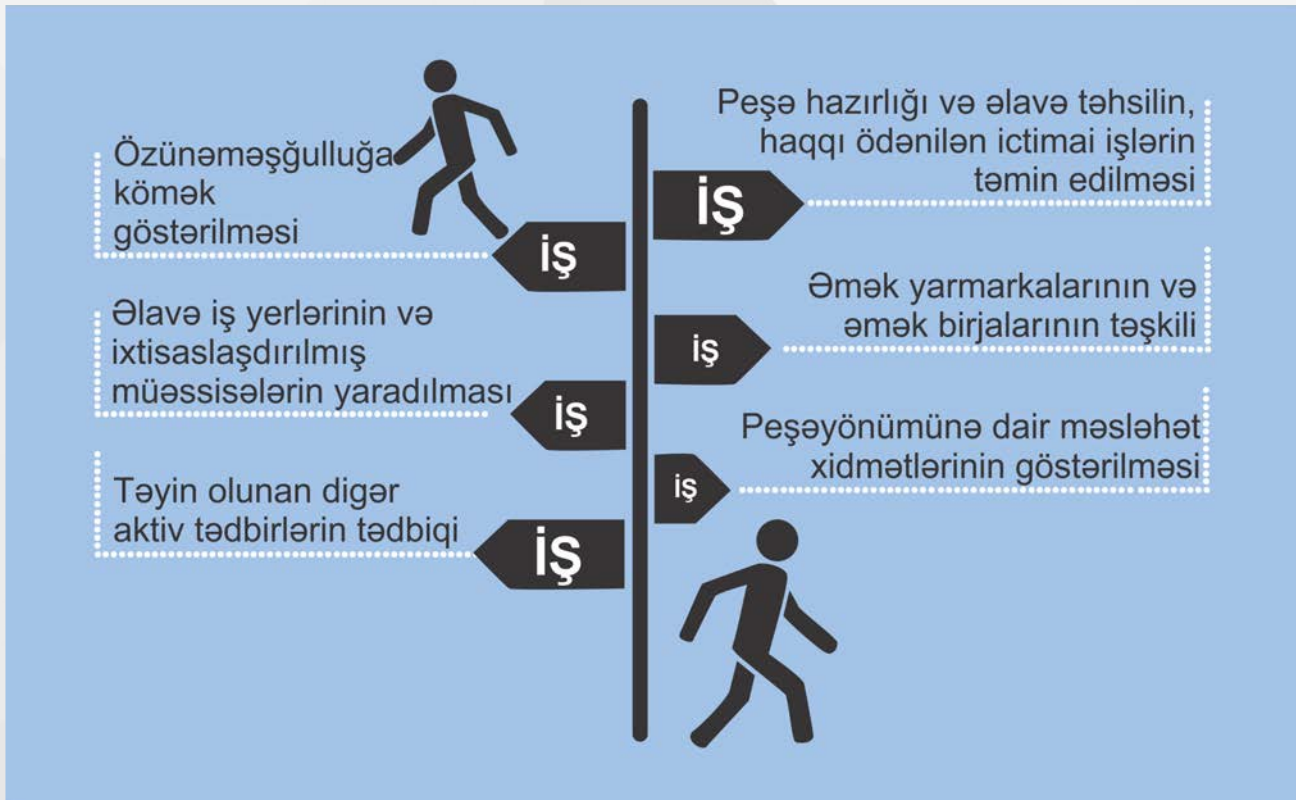 Özünəməşğulluğa
kömək
göstərilməsi
İŞ
Əlavə iş yerlərinin və
ixtisaslaşdırılmış
müəssisələrin yaradılması
İŞ
Təyin olunan digər
aktiv tədbirlərin tədbiqi
İŞ
Peşə hazırlığı və əlavə təhsilin,
haqqı ödənilən ictimai işlərin
təmin edilməsi
İŞ
Əmək yarmarkalarının və
əmək birjalarının təşkili
İŞ
Peşəyönümünə dair məsləhət
xidmətlərinin göstərilməsi
İŞ